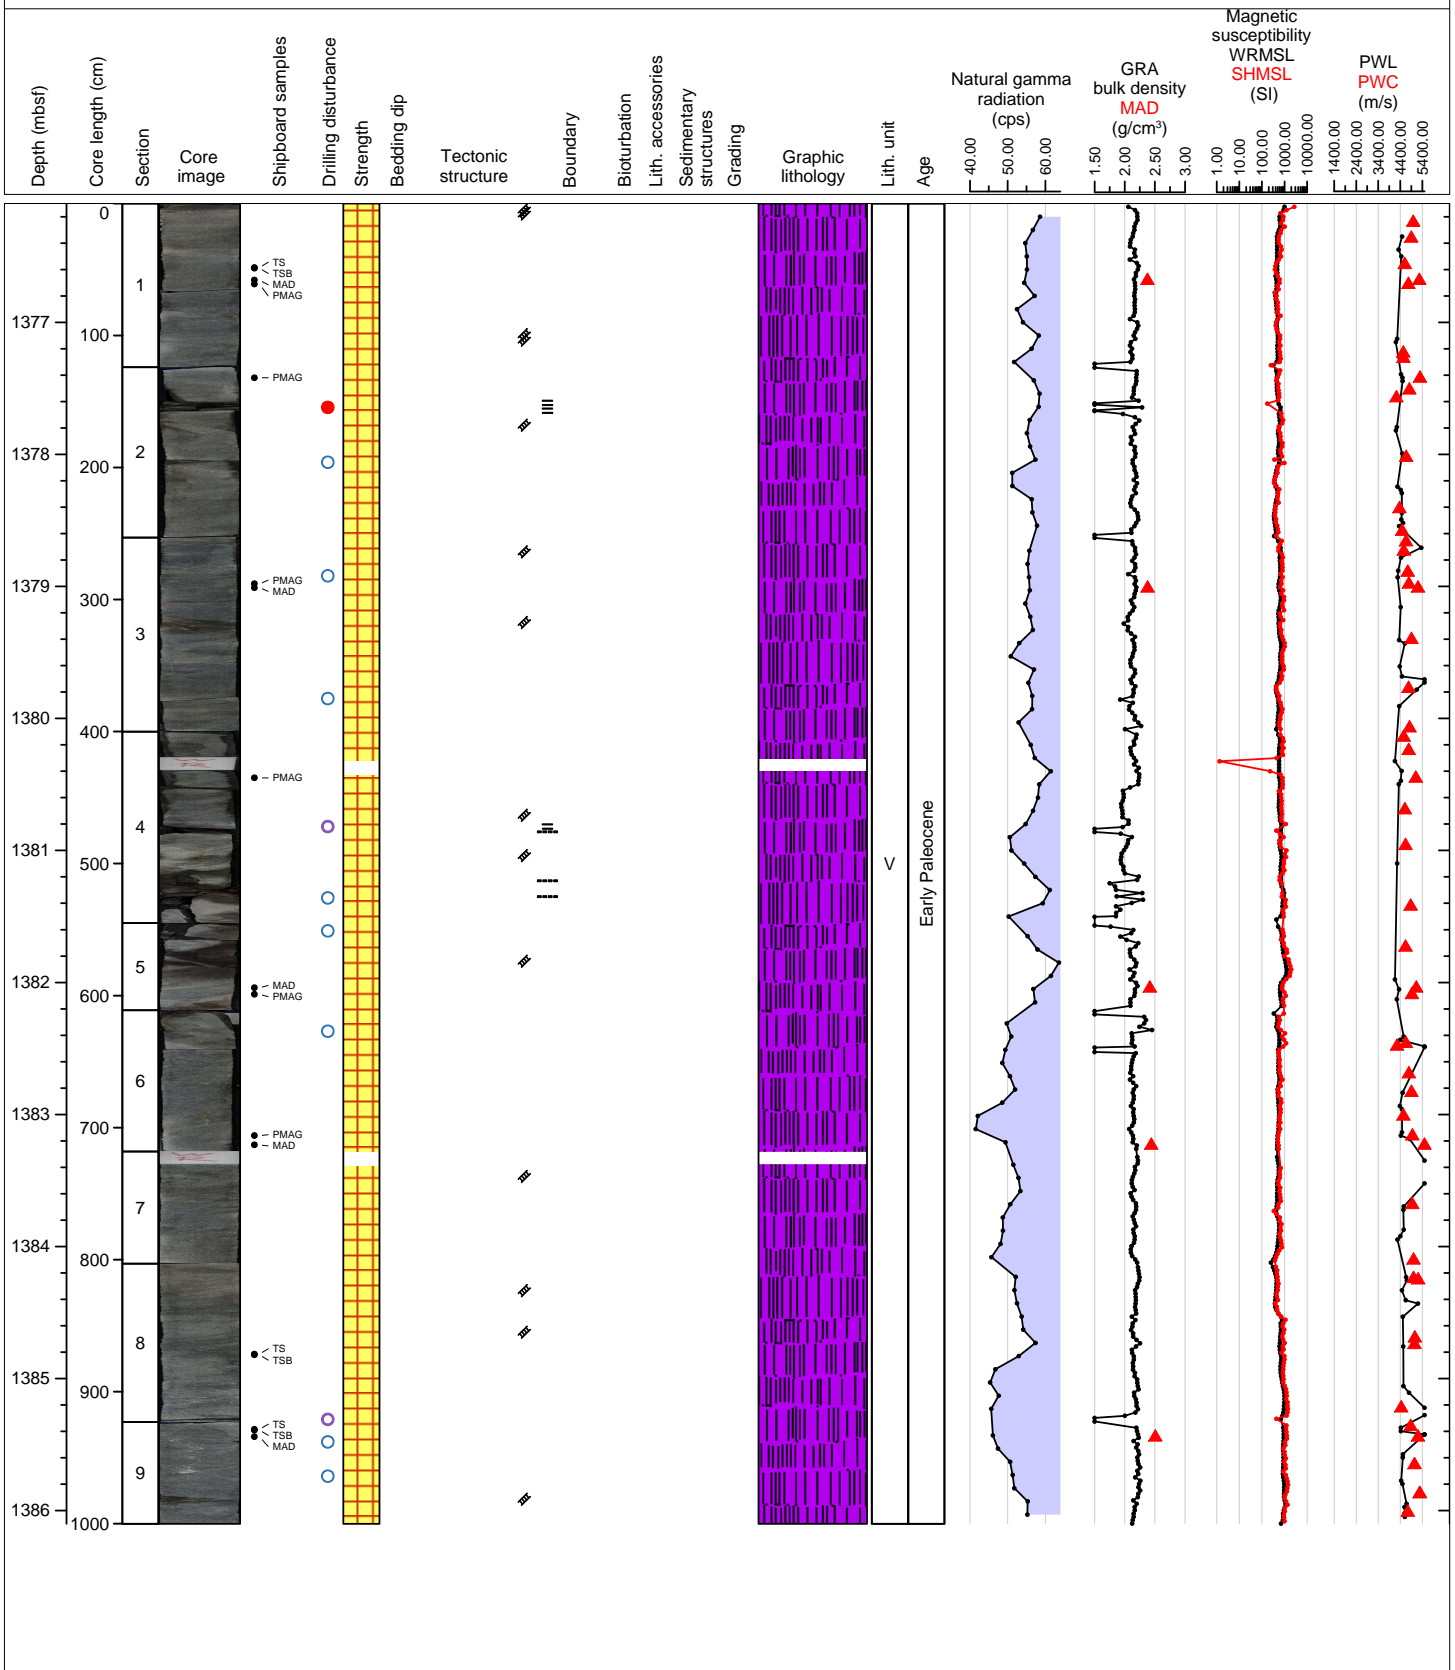 Depth (mbsf)
Core length (cm)
Section
Core
image
Shipboard samples
Drilling disturbance
Strength
Bedding dip
Tectonic
structure
Boundary
Bioturbation
Lith. accessories
Sedimentary
structures
Grading
Graphic
lithology
Lith. unit
Age
Natural gamma
radiation
(cps)
40.00 50.00 60.00
GRA
bulk density
MAD
(g/cm³)
1.50 2.00 2.50 3.00
Magnetic
susceptibility
WRMSL
SHMSL
(SI)
1.00 10.00 100.00 1000.00 10000.00
PWL
PWC
(m/s)
1400.00 2400.00 3400.00 4400.00 5400.00
0
TS
TSB
1
MAD
PMAG
1377
100
PMAG
2
1378
200
PMAG
1379
MAD
300
3
1380
400
PMAG
4
1381
500
V
Early Paleocene
5
1382
MAD
600
PMAG
6
1383
700
PMAG
MAD
7
1384
800
8
TS
TSB
1385
900
TS
TSB
MAD
9
1386
1000